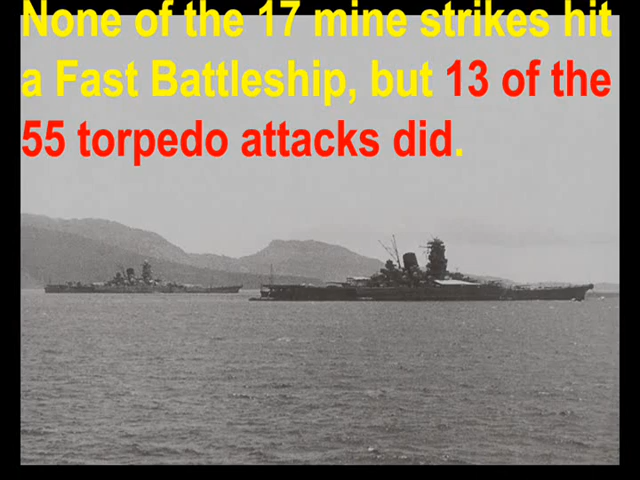 None of the 17 mine strikes hit
a Fast Battleship, but 13 of the
55 torpedo attacks did.